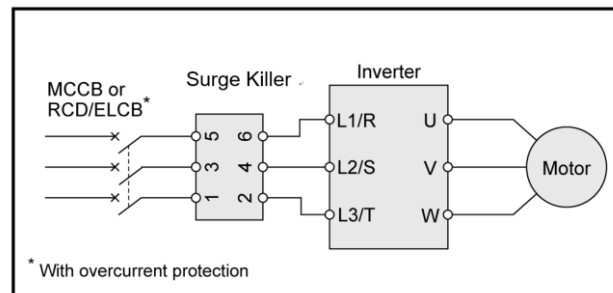 Surge Killer
Inverter
MCCB or
RCD/ELCB*
5 6
3 4
1 2
L1/R U
L2/S V
L3/T W
Motor
* With overcurrent protection